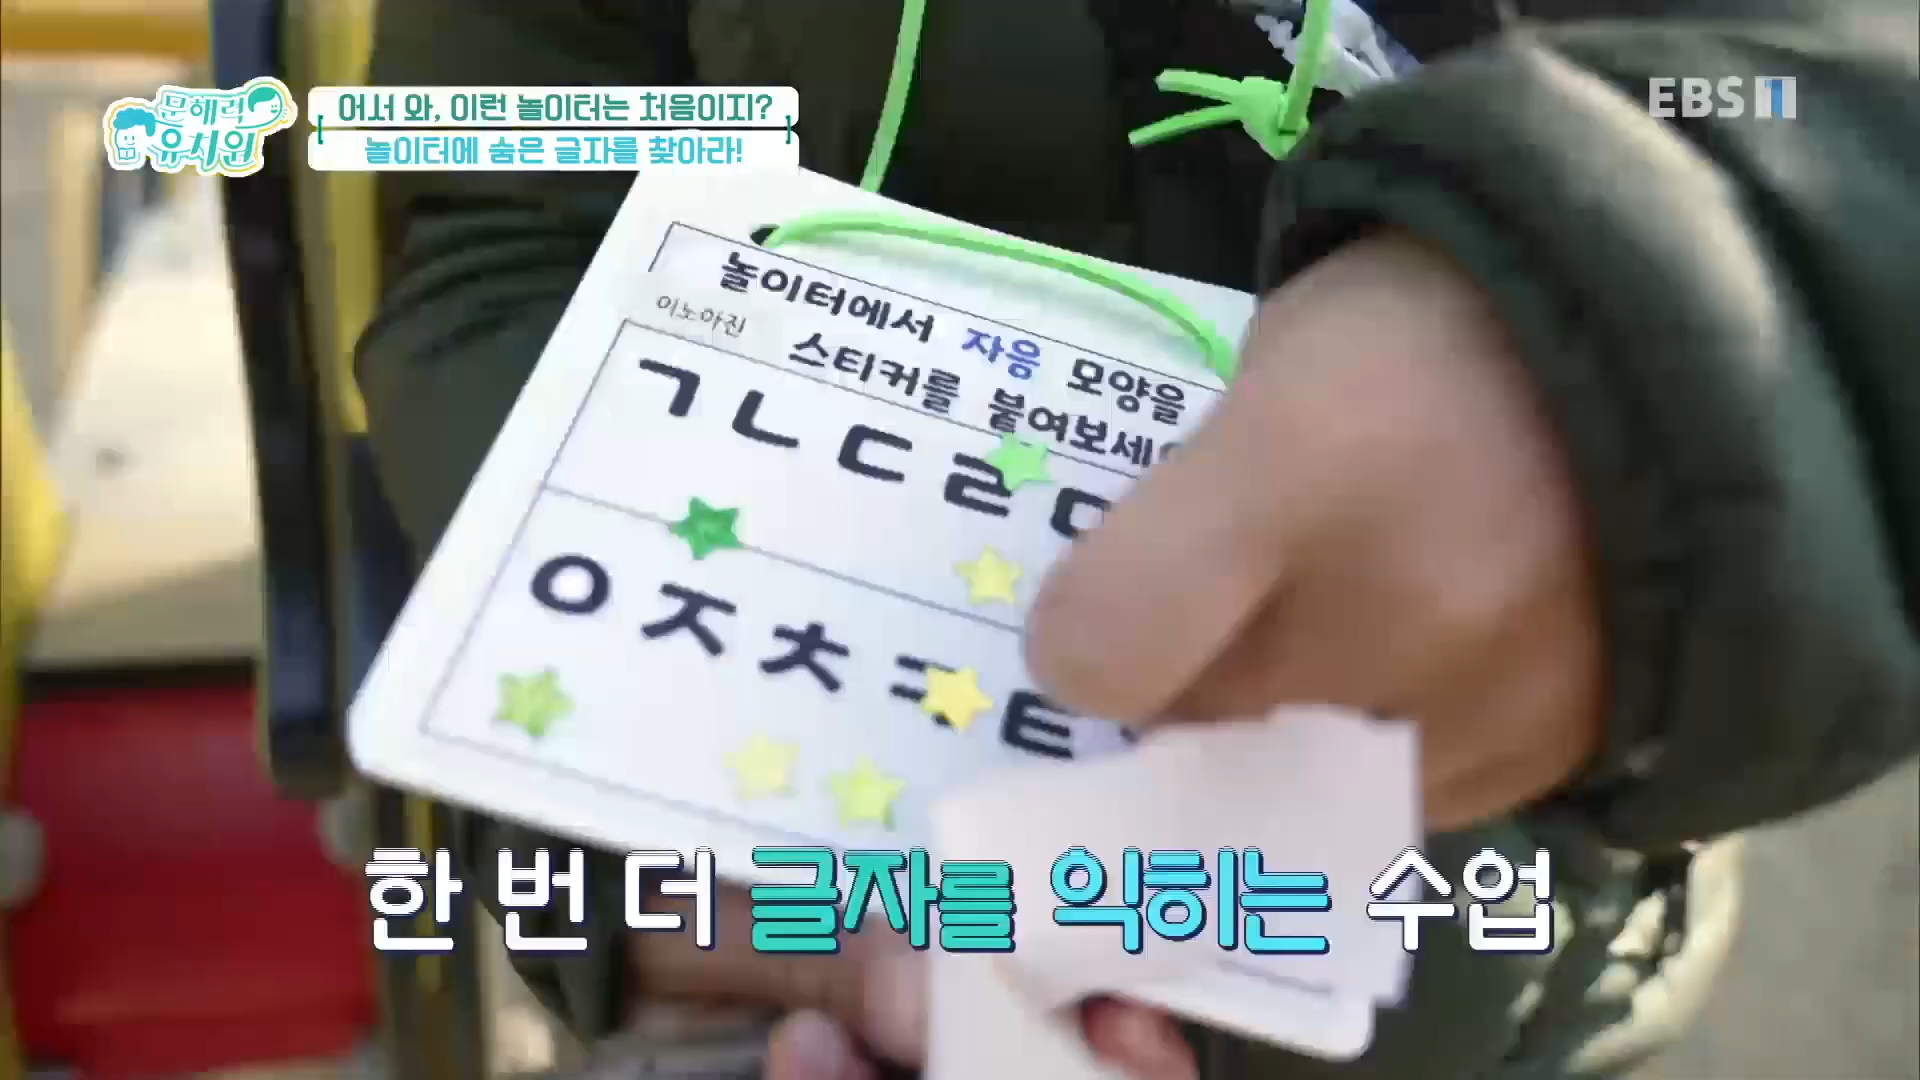 문해력
유치원
어서 와, 이런 놀이터는 처음이지?
놀이터에 숨은 글자를 찾아라!
EBS 1
놀이터에서 자음 모양을
이노아진
스티커를 붙여보세
ㄱ ㄴ ㄷ ㄹ ㅁ
ㅇ ㅈ ㅊ ㅋ ㅌ
한 번 더 글자를 익히는 수업